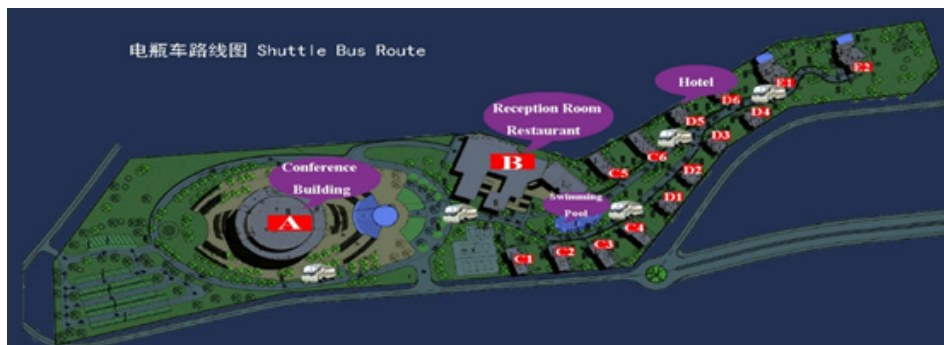 电瓶车路线图 Shuttle Bus Route
E2
E1
Hotel
D6
D4
Reception Room
Restaurant
D5
D3
B
C6
C5
D2
Conference
Building
Swimming
Pool
D1
A
C4
C1
C2
C3